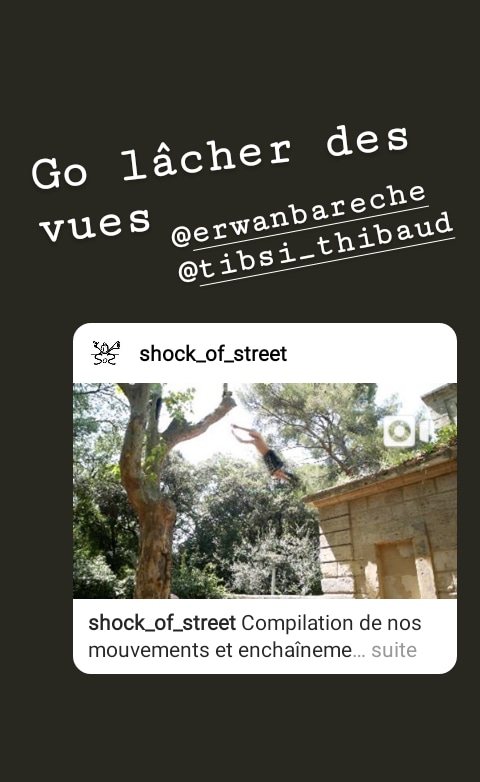 Go lâcher des
vues @erwanbareche
@tibsi_thibaud
shock_of_street
shock_of_street Compilation de nos
mouvements et enchaîneme... suite